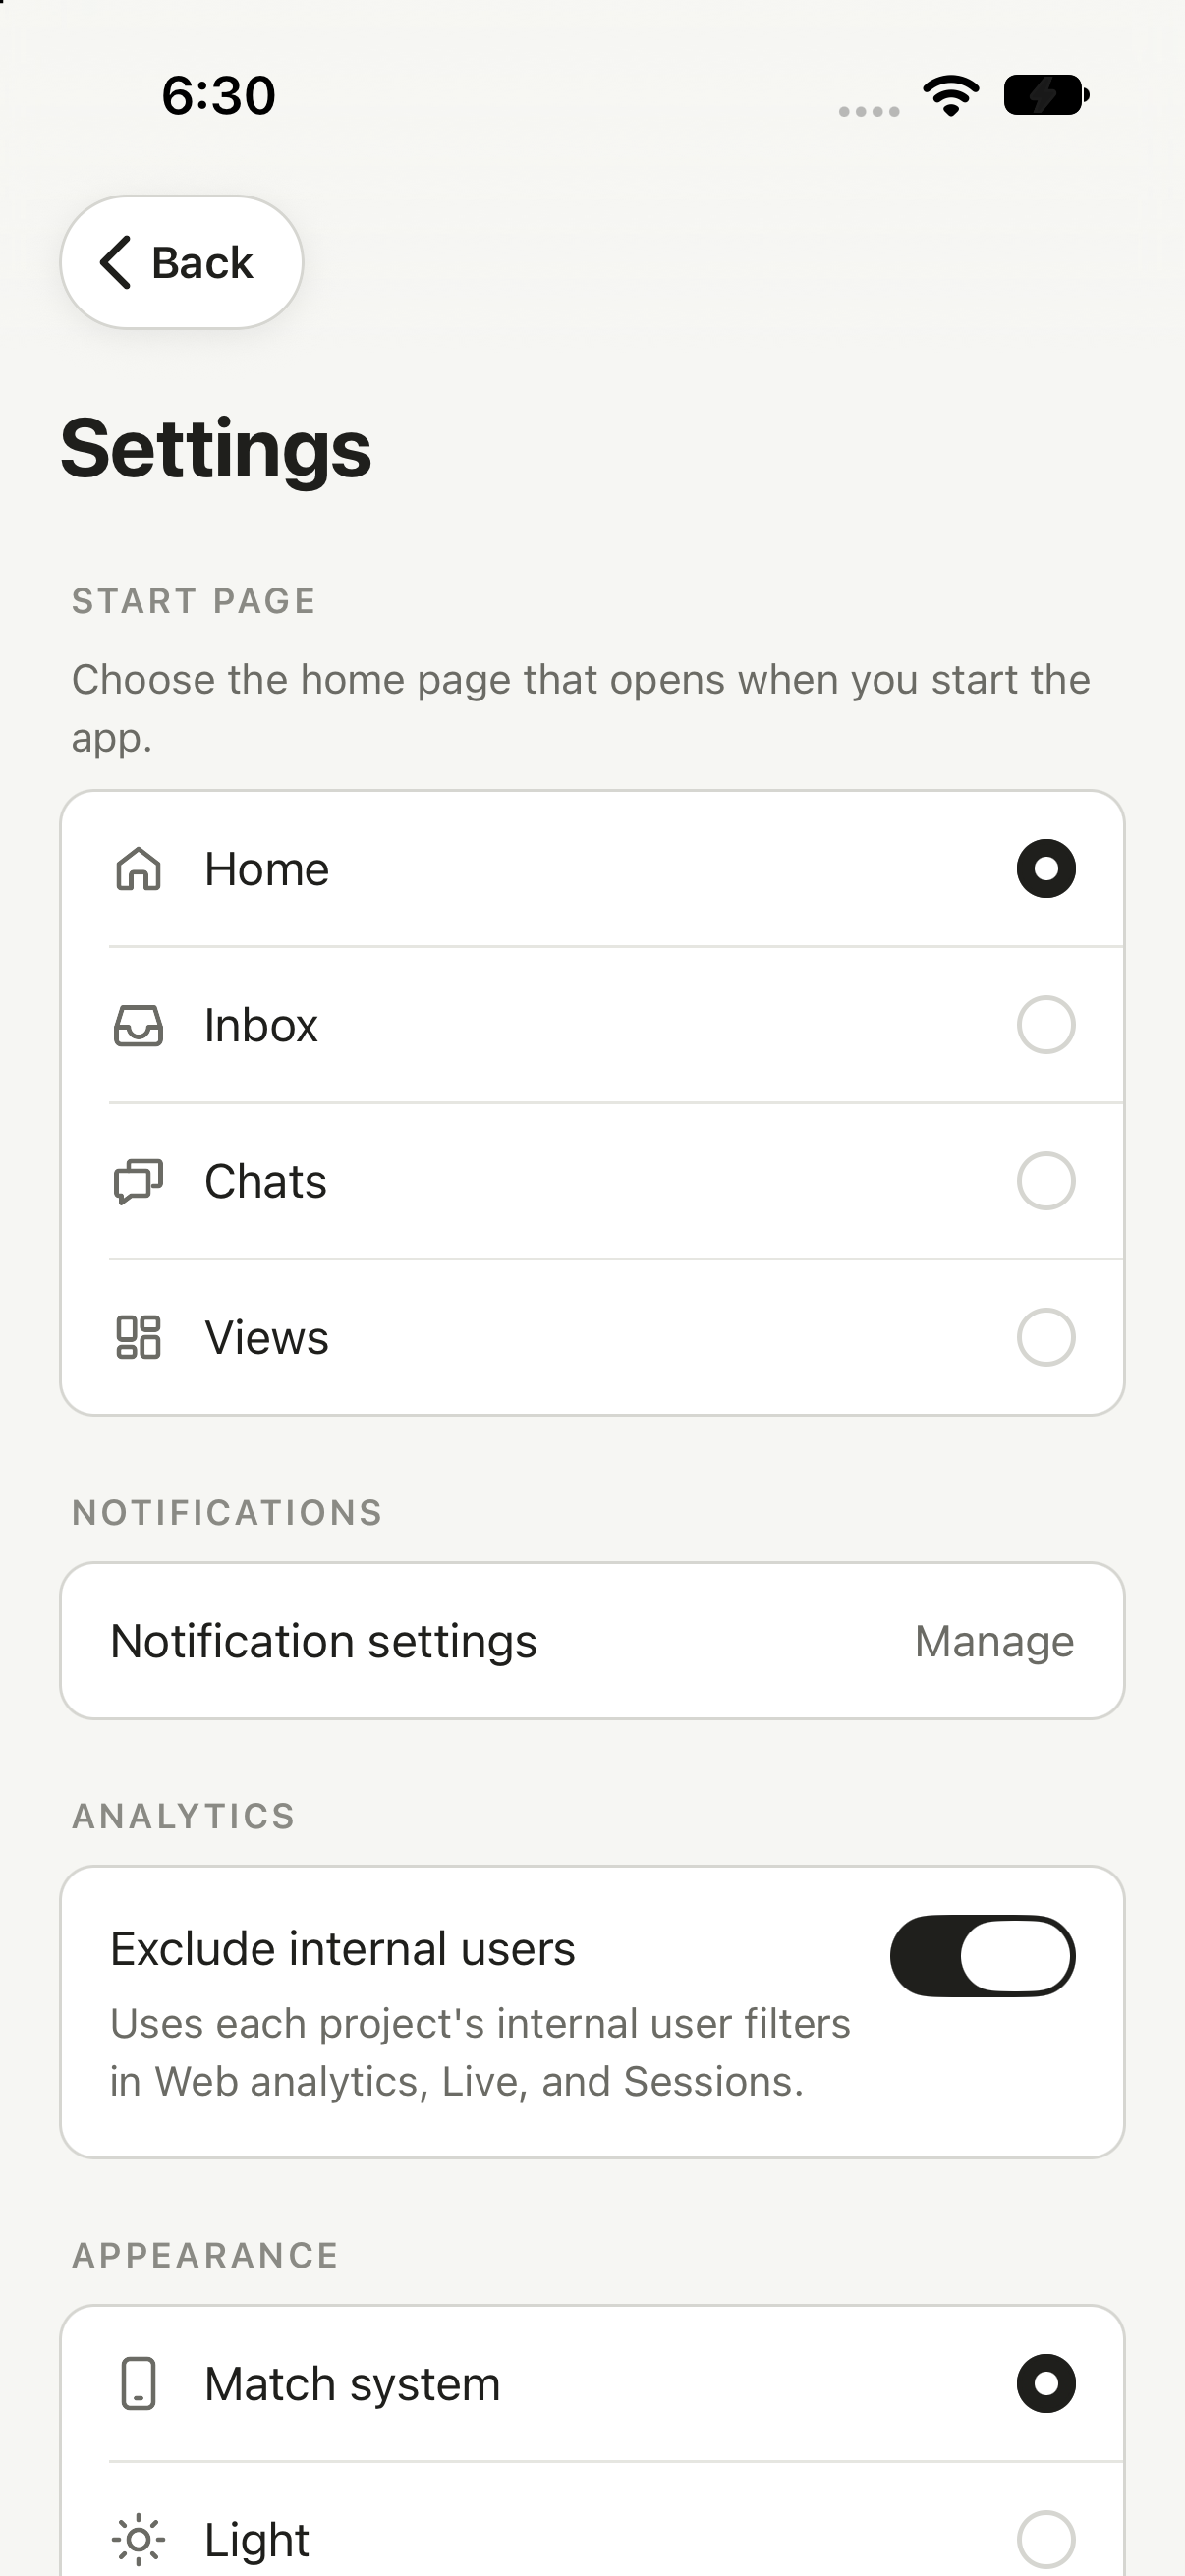 6:30
Back
Settings
START PAGE
Choose the home page that opens when you start the
app.
Home
Inbox
Chats
Views
NOTIFICATIONS
Notification settings
Manage
ANALYTICS
Exclude internal users
Uses each project's internal user filters
in Web analytics, Live, and Sessions.
APPEARANCE
Match system
Light